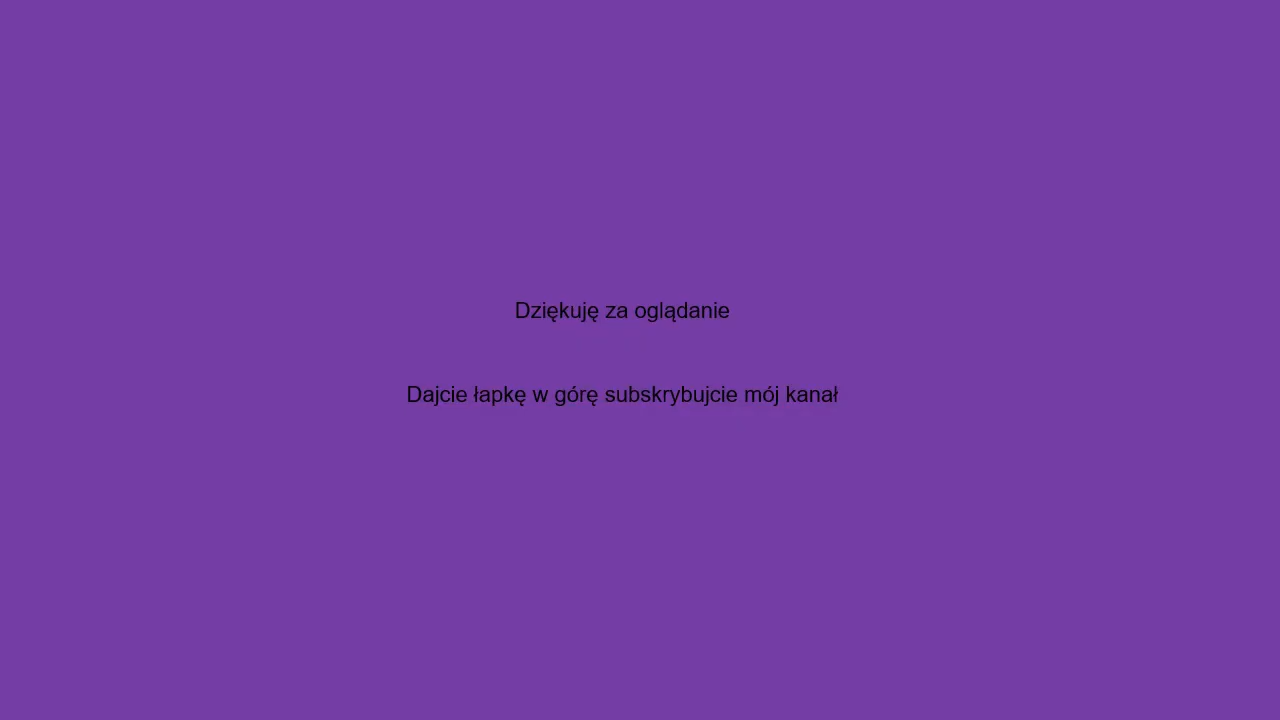 Dziękuję za oglądanie
Dajcie łapkę w górę subskrybujcie mój kanał